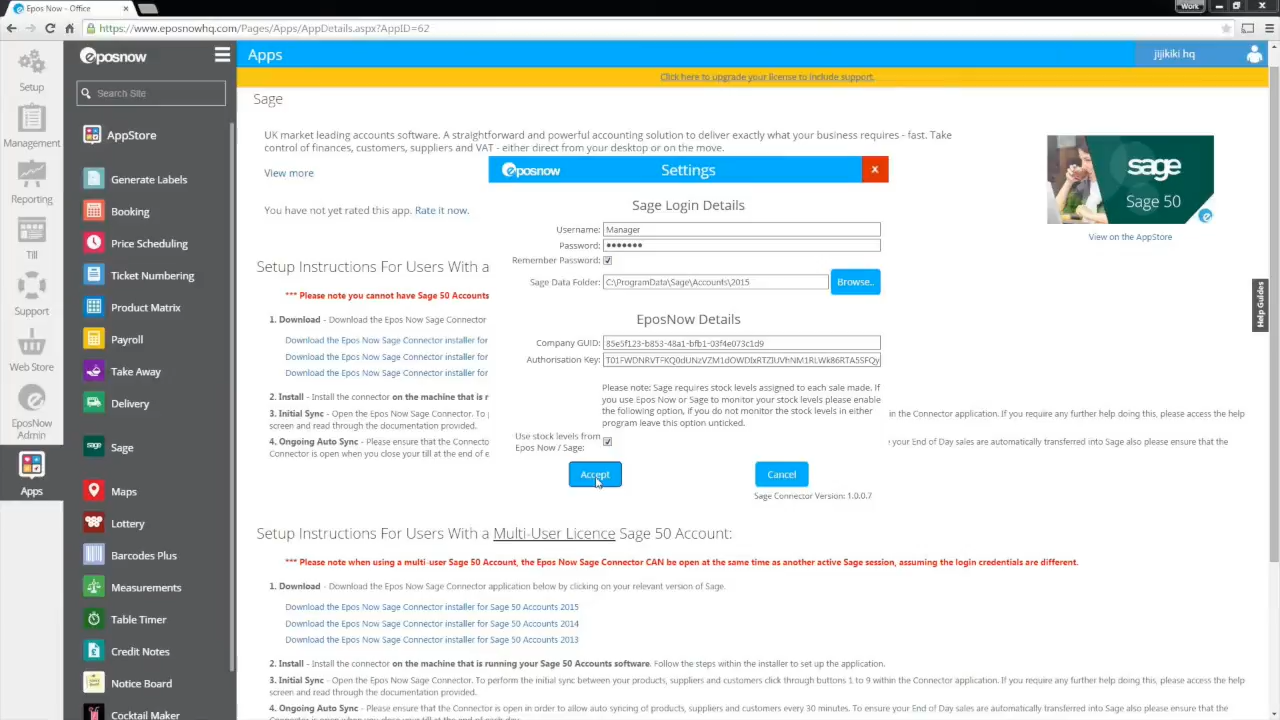 Epos Now - Office
Work
https://www.eposnowhq.com/Pages/Apps/AppDetails.aspx?AppID=62
Setup
Management
Reporting
Till
Support
Web Store
EposNow
Admin
Apps
eposnow
Search Site
AppStore
Generate Labels
Booking
Price Scheduling
Ticket Numbering
Product Matrix
Payroll
Take Away
Delivery
Sage
Maps
Lottery
Barcodes Plus
Measurements
Table Timer
Credit Notes
Notice Board
Cocktail Maker
Apps
jijikiki hq
Click here to upgrade your license to include support.
Sage
UK market leading accounts software. A straightforward and powerful accounting solution to deliver exactly what your business requires - fast. Take
control of finances, customers, suppliers and VAT - either direct from your desktop or on the move.
View more
You have not yet rated this app. Rate it now.
sage
Sage 50
View on the AppStore
Help Guides
Setup Instructions For Users With a
*** Please note you cannot have Sage 50 Accounts
1. Download - Download the Epos Now Sage Connector
Download the Epos Now Sage Connector installer for
Download the Epos Now Sage Connector installer for
Download the Epos Now Sage Connector installer for
2. Install - Install the connector on the machine that is r
3. Initial Sync - Open the Epos Now Sage Connector. To p
in the Connector application. If you require any further help doing this, please access the help
screen and read through the documentation provided.
4. Ongoing Auto Sync - Please ensure that the Connecto
your End of Day sales are automatically transferred into Sage also please ensure that the
Connector is open when you close your till at the end of e
eposnow
Settings
X
Sage Login Details
Username: Manager
Password: •••••••
Remember Password:
Sage Data Folder: C:\ProgramData\Sage\Accounts\2015 Browse..
EposNow Details
Company GUID: 85e5f123-b853-48a1-bfb1-03f4e073c1d9
Authorisation Key:
Please note: Sage requires stock levels assigned to each sale made. If
you use Epos Now or Sage to monitor your stock levels please enable
the following option, if you do not monitor the stock levels in either
program leave this option unticked.
Use stock levels from
Epos Now / Sage:
Accept
Cancel
Sage Connector Version: 1.0.0.7
Setup Instructions For Users With a Multi-User Licence Sage 50 Account:
*** Please note when using a multi-user Sage 50 Account, the Epos Now Sage Connector CAN be open at the same time as another active Sage session, assuming the login credentials are different.
1. Download - Download the Epos Now Sage Connector application below by clicking on your relevant version of Sage.
Download the Epos Now Sage Connector installer for Sage 50 Accounts 2015
Download the Epos Now Sage Connector installer for Sage 50 Accounts 2014
Download the Epos Now Sage Connector installer for Sage 50 Accounts 2013
2. Install - Install the connector on the machine that is running your Sage 50 Accounts software. Follow the steps within the installer to set up the application.
3. Initial Sync - Open the Epos Now Sage Connector. To perform the initial sync between your products, suppliers and customers click through buttons 1 to 9 within the Connector application. If you require any further help doing this, please access the help
screen and read through the documentation provided.
4. Ongoing Auto Sync - Please ensure that the Connector is open in order to allow auto syncing of products, suppliers and customers every 30 minutes. To ensure your End of Day sales are automatically transferred into Sage also please ensure that the
Connector is open when you close your till at the end of each day.